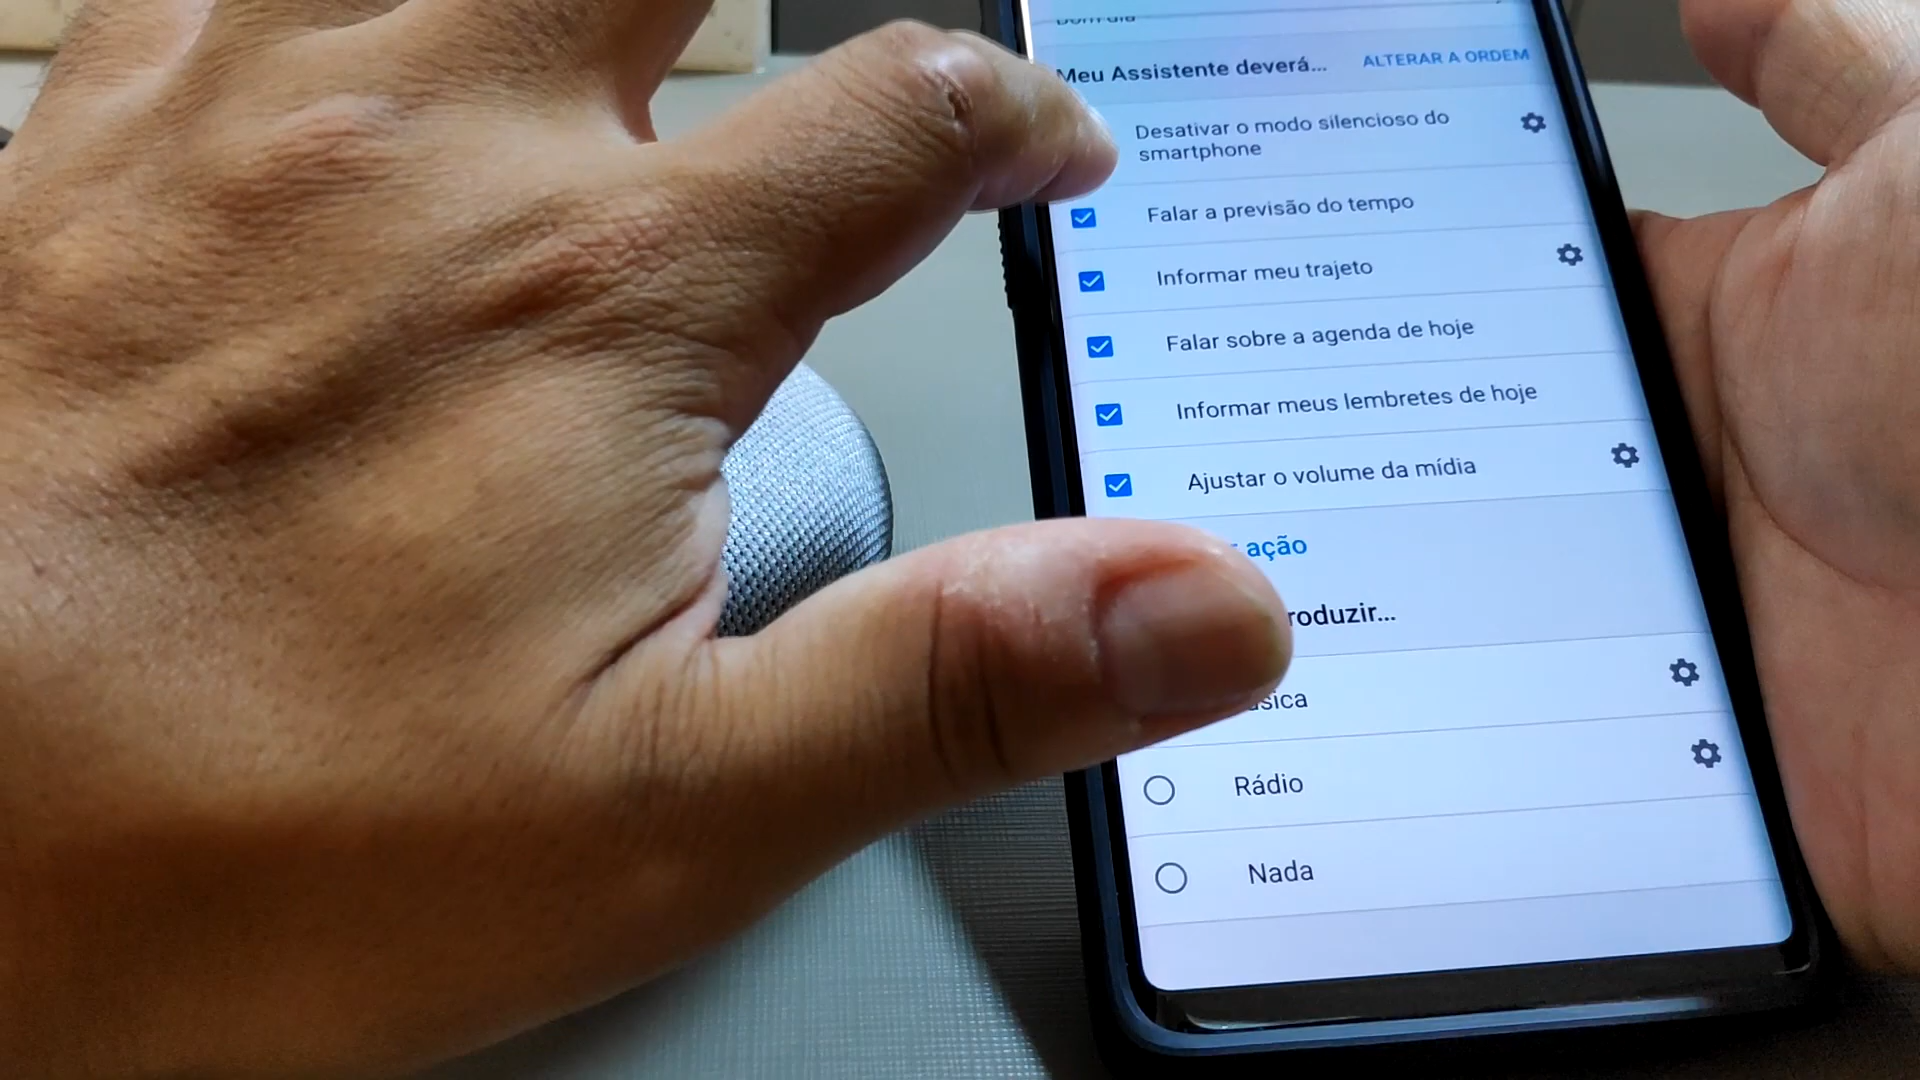 Meu Assistente deverá...
ALTERAR A ORDEM
Desativar o modo silencioso do
smartphone
Falar a previsão do tempo
Informar meu trajeto
Falar sobre a agenda de hoje
Informar meus lembretes de hoje
Ajustar o volume da mídia
ação
roduzir...
sica
Rádio
Nada